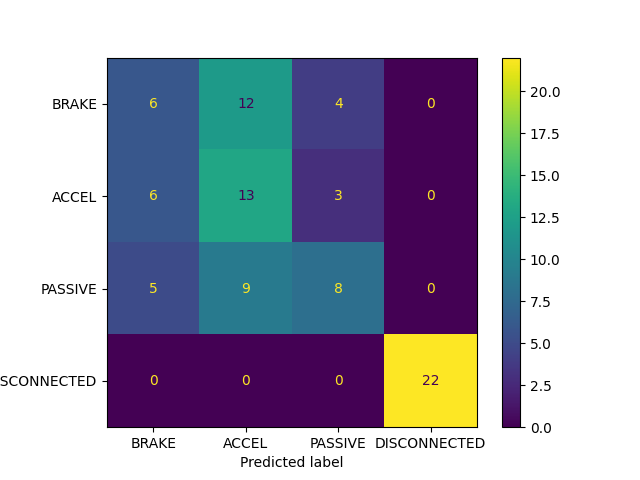 BRAKE 6 12 4 0
ACCEL 6 13 3 0
PASSIVE 5 9 8 0
SCONNECTED 0 0 0 22
BRAKE ACCEL PASSIVE DISCONNECTED
Predicted label
20.0
17.5
15.0
12.5
10.0
7.5
5.0
2.5
0.0